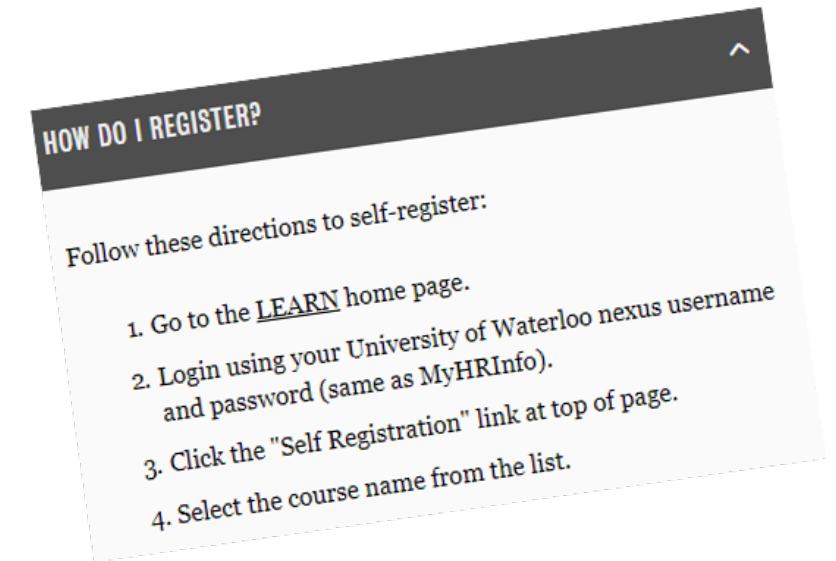 HOW DO I REGISTER?
Follow these directions to self-register:
1. Go to the LEARN home page.
2. Login using your University of Waterloo nexus username
and password (same as MyHRInfo).
3. Click the "Self Registration" link at top of page.
4. Select the course name from the list.